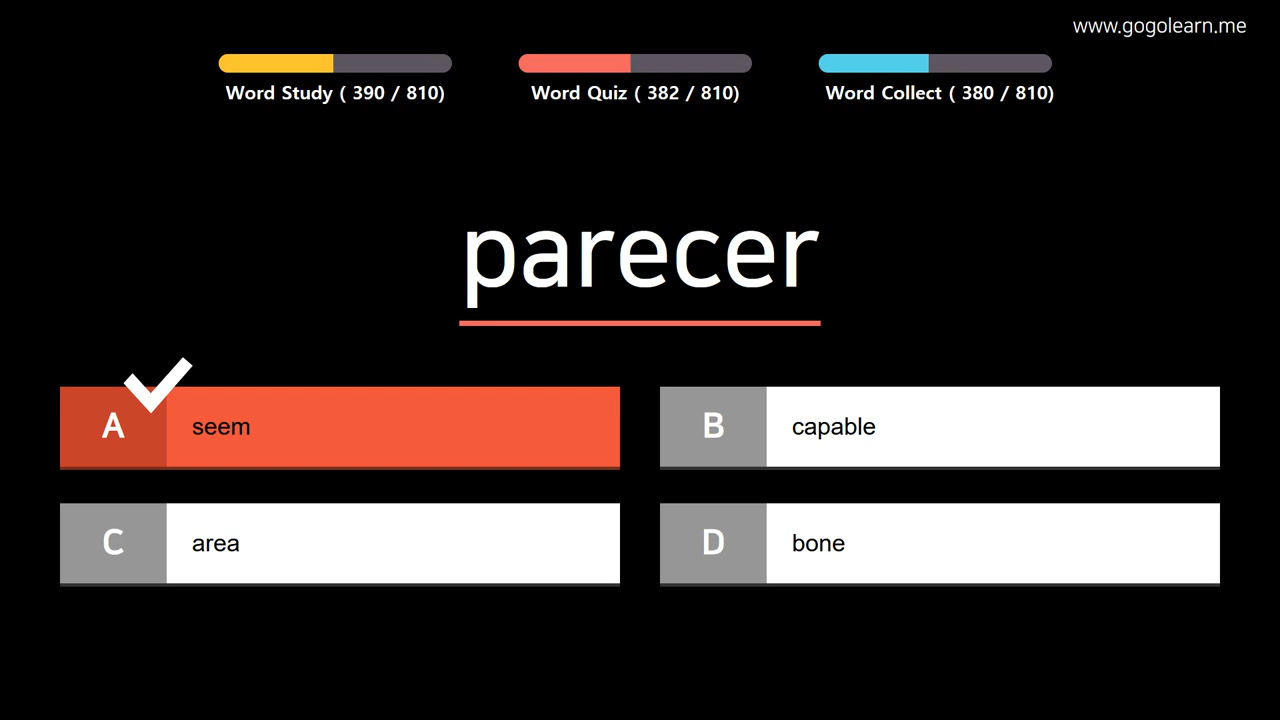 www.gogolearn.me
Word Study ( 390 / 810)
Word Quiz ( 382 / 810)
Word Collect ( 380 / 810)
parecer
A seem
B capable
C area
D bone